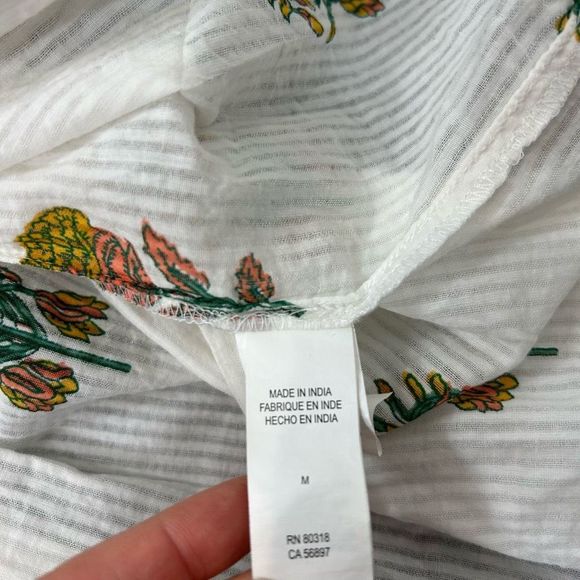 MADE IN INDIA
FABRIQUE EN INDE
HECHO EN INDIA
M
RN 80318
CA 56897